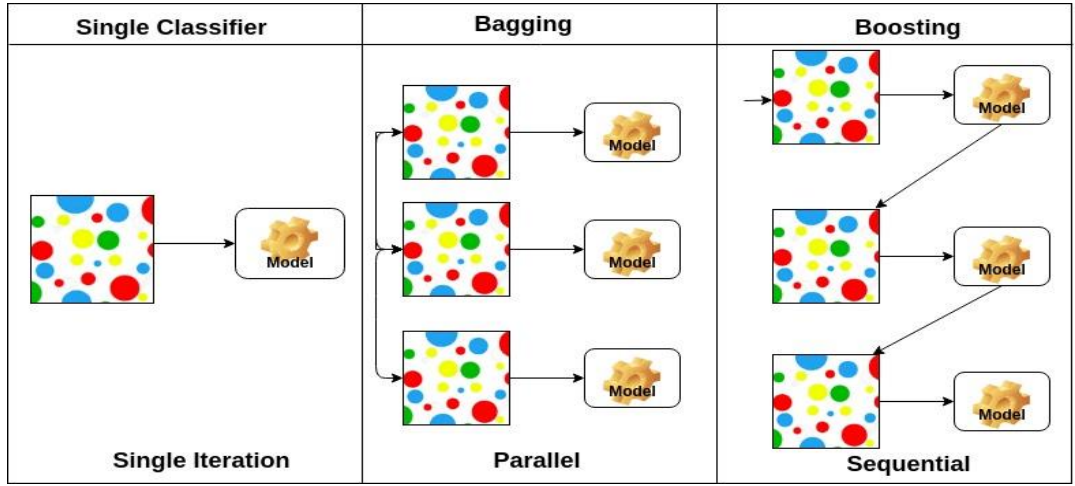 Single Classifier
Bagging
Boosting
Model
Single Iteration
Model
Model
Model
Parallel
Model
Model
Model
Sequential